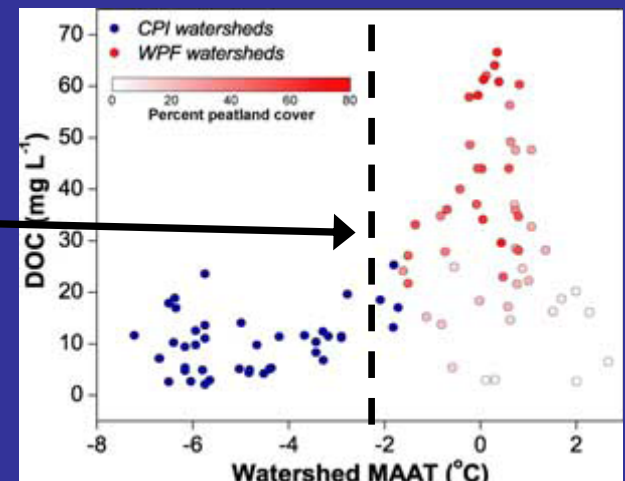 CPI watersheds
WPF watersheds
0 20 40 60 80
Percent peatland cover
70
60
50
40
30
20
10
0
DOC (mg L⁻¹)
-8 -6 -4 -2 0 2
Watershed MAAT (°C)